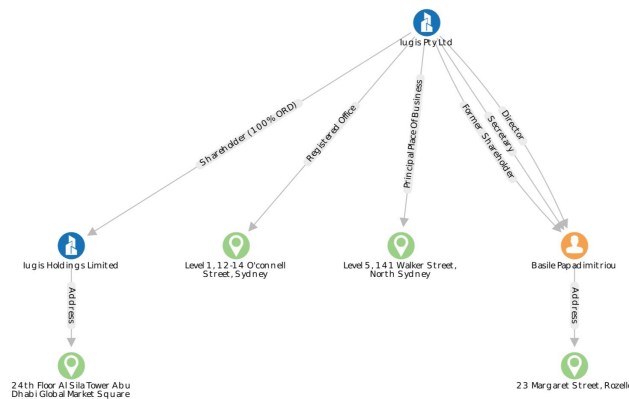 Iugis Pty Ltd
Shareholder (100% ORD)
Registered Office
Principal Place Of Business
Former Shareholder
Secretary
Director
Iugis Holdings Limited
Level 1, 12-14 O'connell
Street, Sydney
Level 5, 141 Walker Street,
North Sydney
Basile Papadimitriou
Address
Address
24th Floor Al Sila Tower Abu
Dhabi Global Market Square
23 Margaret Street, Rozelle